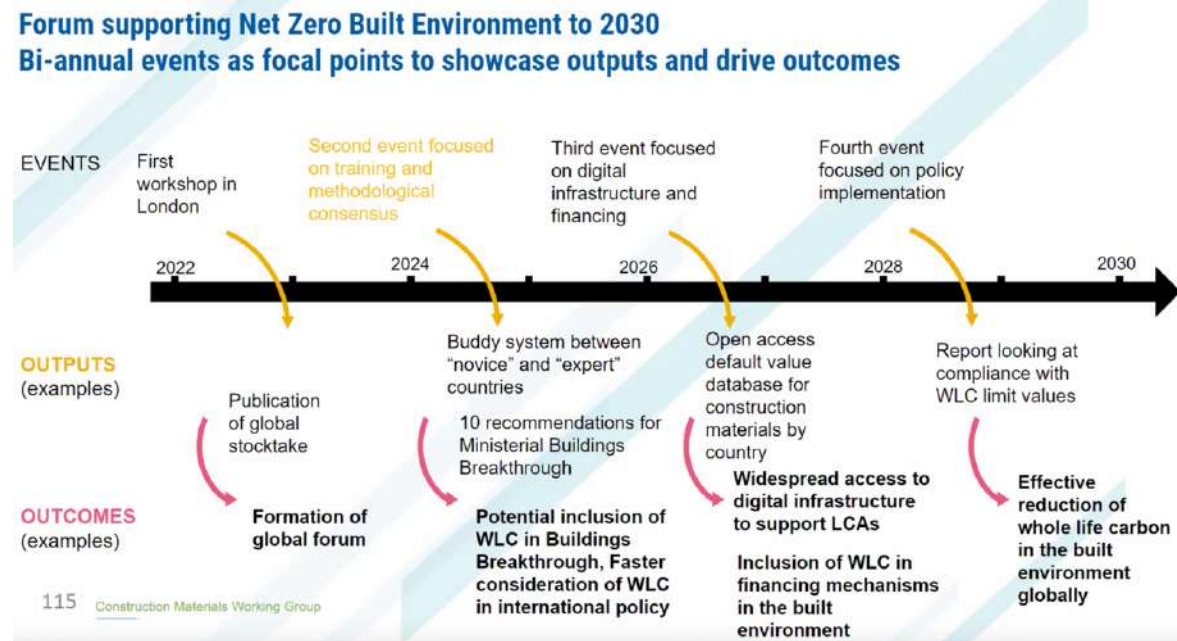 Forum supporting Net Zero Built Environment to 2030
Bi-annual events as focal points to showcase outputs and drive outcomes
EVENTS
First
workshop in
London
Second event focused
on training and
methodological
consensus
Third event focused
on digital
infrastructure and
financing
Fourth event
focused on policy
implementation
2022
2024
2026
2028
2030
OUTPUTS
(examples)
Publication
of global
stocktake
Buddy system between
“novice” and “expert”
countries
10 recommendations for
Ministerial Buildings
Breakthrough
Open access
default value
database for
construction
materials by
country
Report looking at
compliance with
WLC limit values
OUTCOMES
(examples)
Formation of
global forum
Potential inclusion of
WLC in Buildings
Breakthrough, Faster
consideration of WLC
in international policy
Widespread access to
digital infrastructure
to support LCAs
Inclusion of WLC in
financing mechanisms
in the built
environment
Effective
reduction of
whole life carbon
in the built
environment
globally
115 Construction Materials Working Group